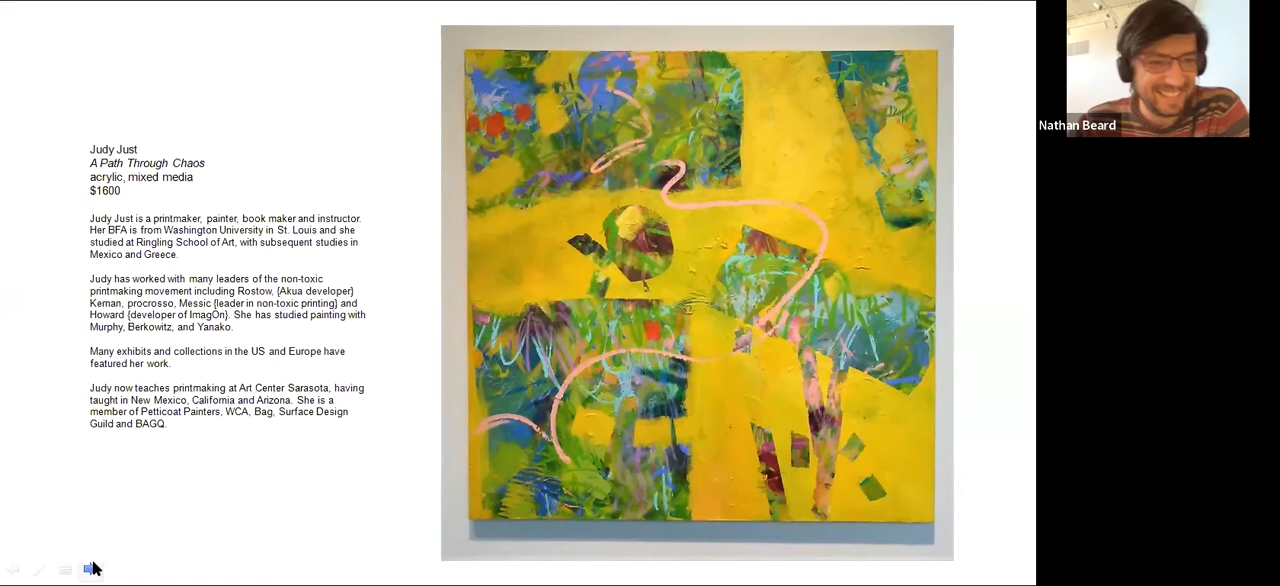 Judy Just
A Path Through Chaos
acrylic, mixed media
$1600
Judy Just is a printmaker, painter, book maker and instructor.
Her BFA is from Washington University in St. Louis and she
studied at Ringling School of Art, with subsequent studies in
Mexico and Greece.
Judy has worked with many leaders of the non-toxic
printmaking movement including Rostow, {Akua developer}
Keman, procrosso, Messic {leader in non-toxic printing} and
Howard {developer of ImagOn}. She has studied painting with
Murphy, Berkowitz, and Yanako.
Many exhibits and collections in the US and Europe have
featured her work.
Judy now teaches printmaking at Art Center Sarasota, having
taught in New Mexico, California and Arizona. She is a
member of Petticoat Painters, WCA, Bag, Surface Design
Guild and BAGQ.
Nathan Beard